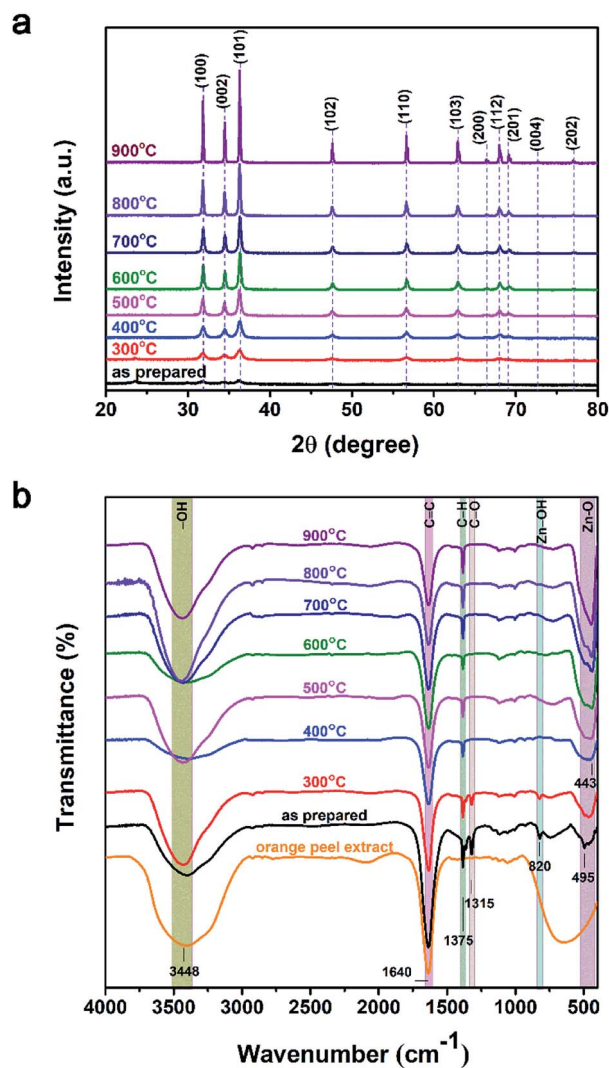 a
(100)
(002)
(101)
(102)
(110)
(103)
(200)
(112)
(201)
(004)
(202)
900°C
800°C
700°C
600°C
500°C
400°C
300°C
as prepared
Intensity (a.u.)
20 30 40 50 60 70 80
2θ (degree)
b
–OH
C=C
C–H
C–O
Zn–OH
Zn-O
900°C
800°C
700°C
600°C
500°C
400°C
300°C
as prepared
orange peel extract
443
820
495
1315
1375
3448
1640
Transmittance (%)
4000 3500 3000 2500 2000 1500 1000 500
Wavenumber (cm⁻¹)